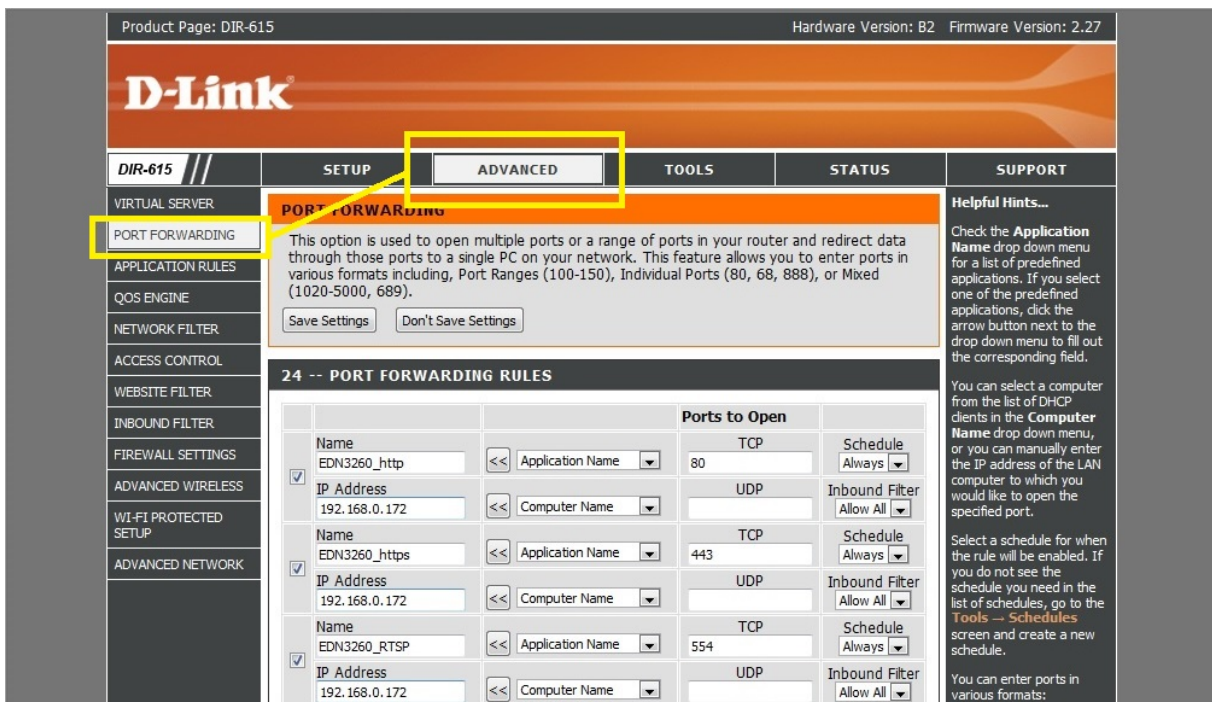 Product Page: DIR-615
Hardware Version: B2 Firmware Version: 2.27
D-Link
DIR-615
SETUP
ADVANCED
TOOLS
STATUS
SUPPORT
VIRTUAL SERVER
PORT FORWARDING
APPLICATION RULES
QOS ENGINE
NETWORK FILTER
ACCESS CONTROL
WEBSITE FILTER
INBOUND FILTER
FIREWALL SETTINGS
ADVANCED WIRELESS
WI-FI PROTECTED
SETUP
ADVANCED NETWORK
PORT FORWARDING
This option is used to open multiple ports or a range of ports in your router and redirect data
through those ports to a single PC on your network. This feature allows you to enter ports in
various formats including, Port Ranges (100-150), Individual Ports (80, 68, 888), or Mixed
(1020-5000, 689).
Save Settings Don't Save Settings
24 -- PORT FORWARDING RULES
Ports to Open
Name TCP Schedule
EDN3260_http << Application Name 80 Always
IP Address UDP Inbound Filter
192.168.0.172 << Computer Name Allow All
Name TCP Schedule
EDN3260_https << Application Name 443 Always
IP Address UDP Inbound Filter
192.168.0.172 << Computer Name Allow All
Name TCP Schedule
EDN3260_RTSP << Application Name 554 Always
IP Address UDP Inbound Filter
192.168.0.172 << Computer Name Allow All
Helpful Hints...
Check the Application
Name drop down menu
for a list of predefined
applications. If you select
one of the predefined
applications, click the
arrow button next to the
drop down menu to fill out
the corresponding field.
You can select a computer
from the list of DHCP
clients in the Computer
Name drop down menu,
or you can manually enter
the IP address of the LAN
computer to which you
would like to open the
specified port.
Select a schedule for when
the rule will be enabled. If
you do not see the
schedule you need in the
list of schedules, go to the
Tools → Schedules
screen and create a new
schedule.
You can enter ports in
various formats: